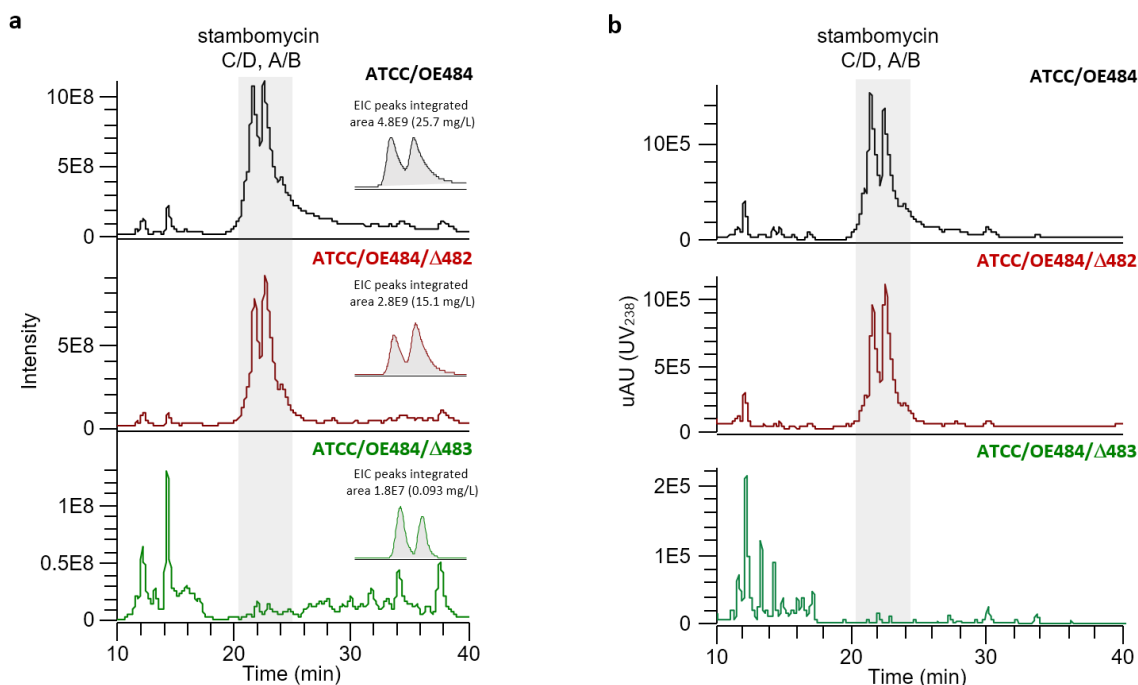 a
stambomycin
C/D, A/B
ATCC/OE484
EIC peaks integrated
area 4.8E9 (25.7 mg/L)
10E8
5E8
0
ATCC/OE484/Δ482
EIC peaks integrated
area 2.8E9 (15.1 mg/L)
5E8
0
Intensity
ATCC/OE484/Δ483
EIC peaks integrated
area 1.8E7 (0.093 mg/L)
1E8
0.5E8
0
10
20
30
40
Time (min)
b
stambomycin
C/D, A/B
ATCC/OE484
10E5
0
ATCC/OE484/Δ482
10E5
5E5
0
uAU (UV₂₃₈)
ATCC/OE484/Δ483
2E5
1E5
0
10
20
30
40
Time (min)